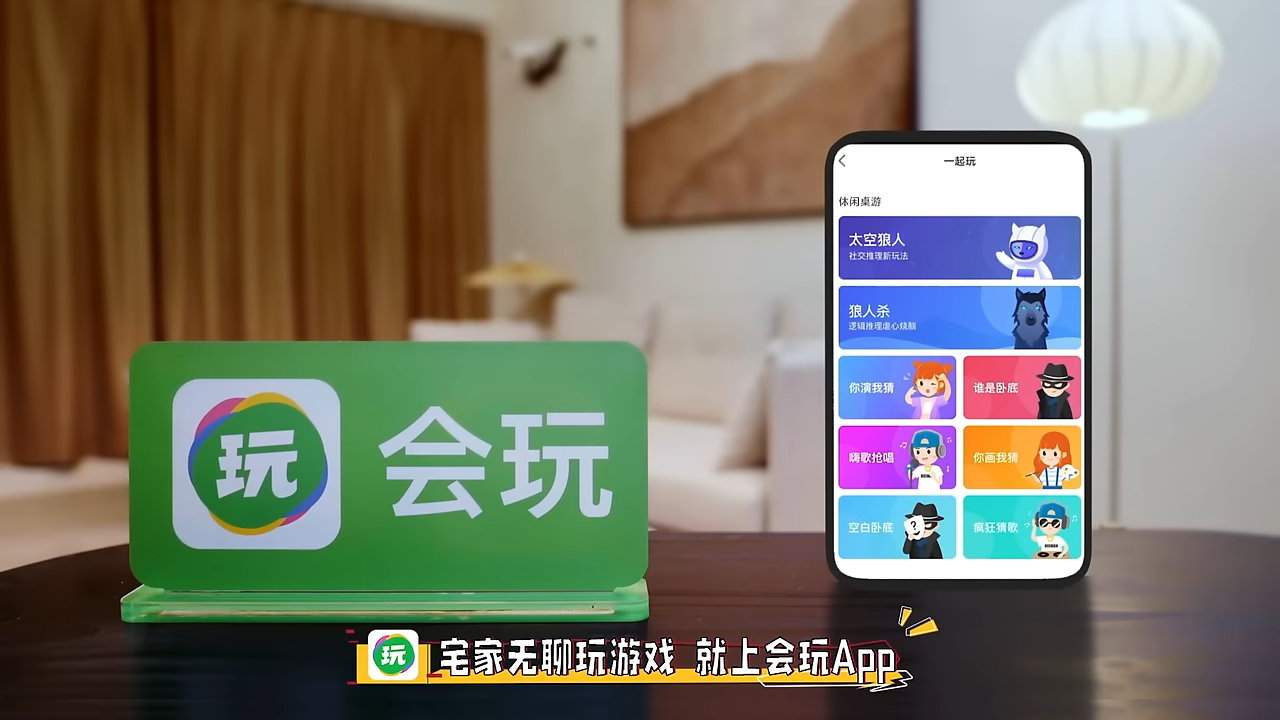 玩
会玩
一起玩
休闲桌游
太空狼人
社交推理新玩法
狼人杀
逻辑推理虐心烧脑
你演我猜
谁是卧底
嗨歌抢唱
你画我猜
空白卧底
?
疯狂猜歌
玩
宅家无聊玩游戏 就上会玩App